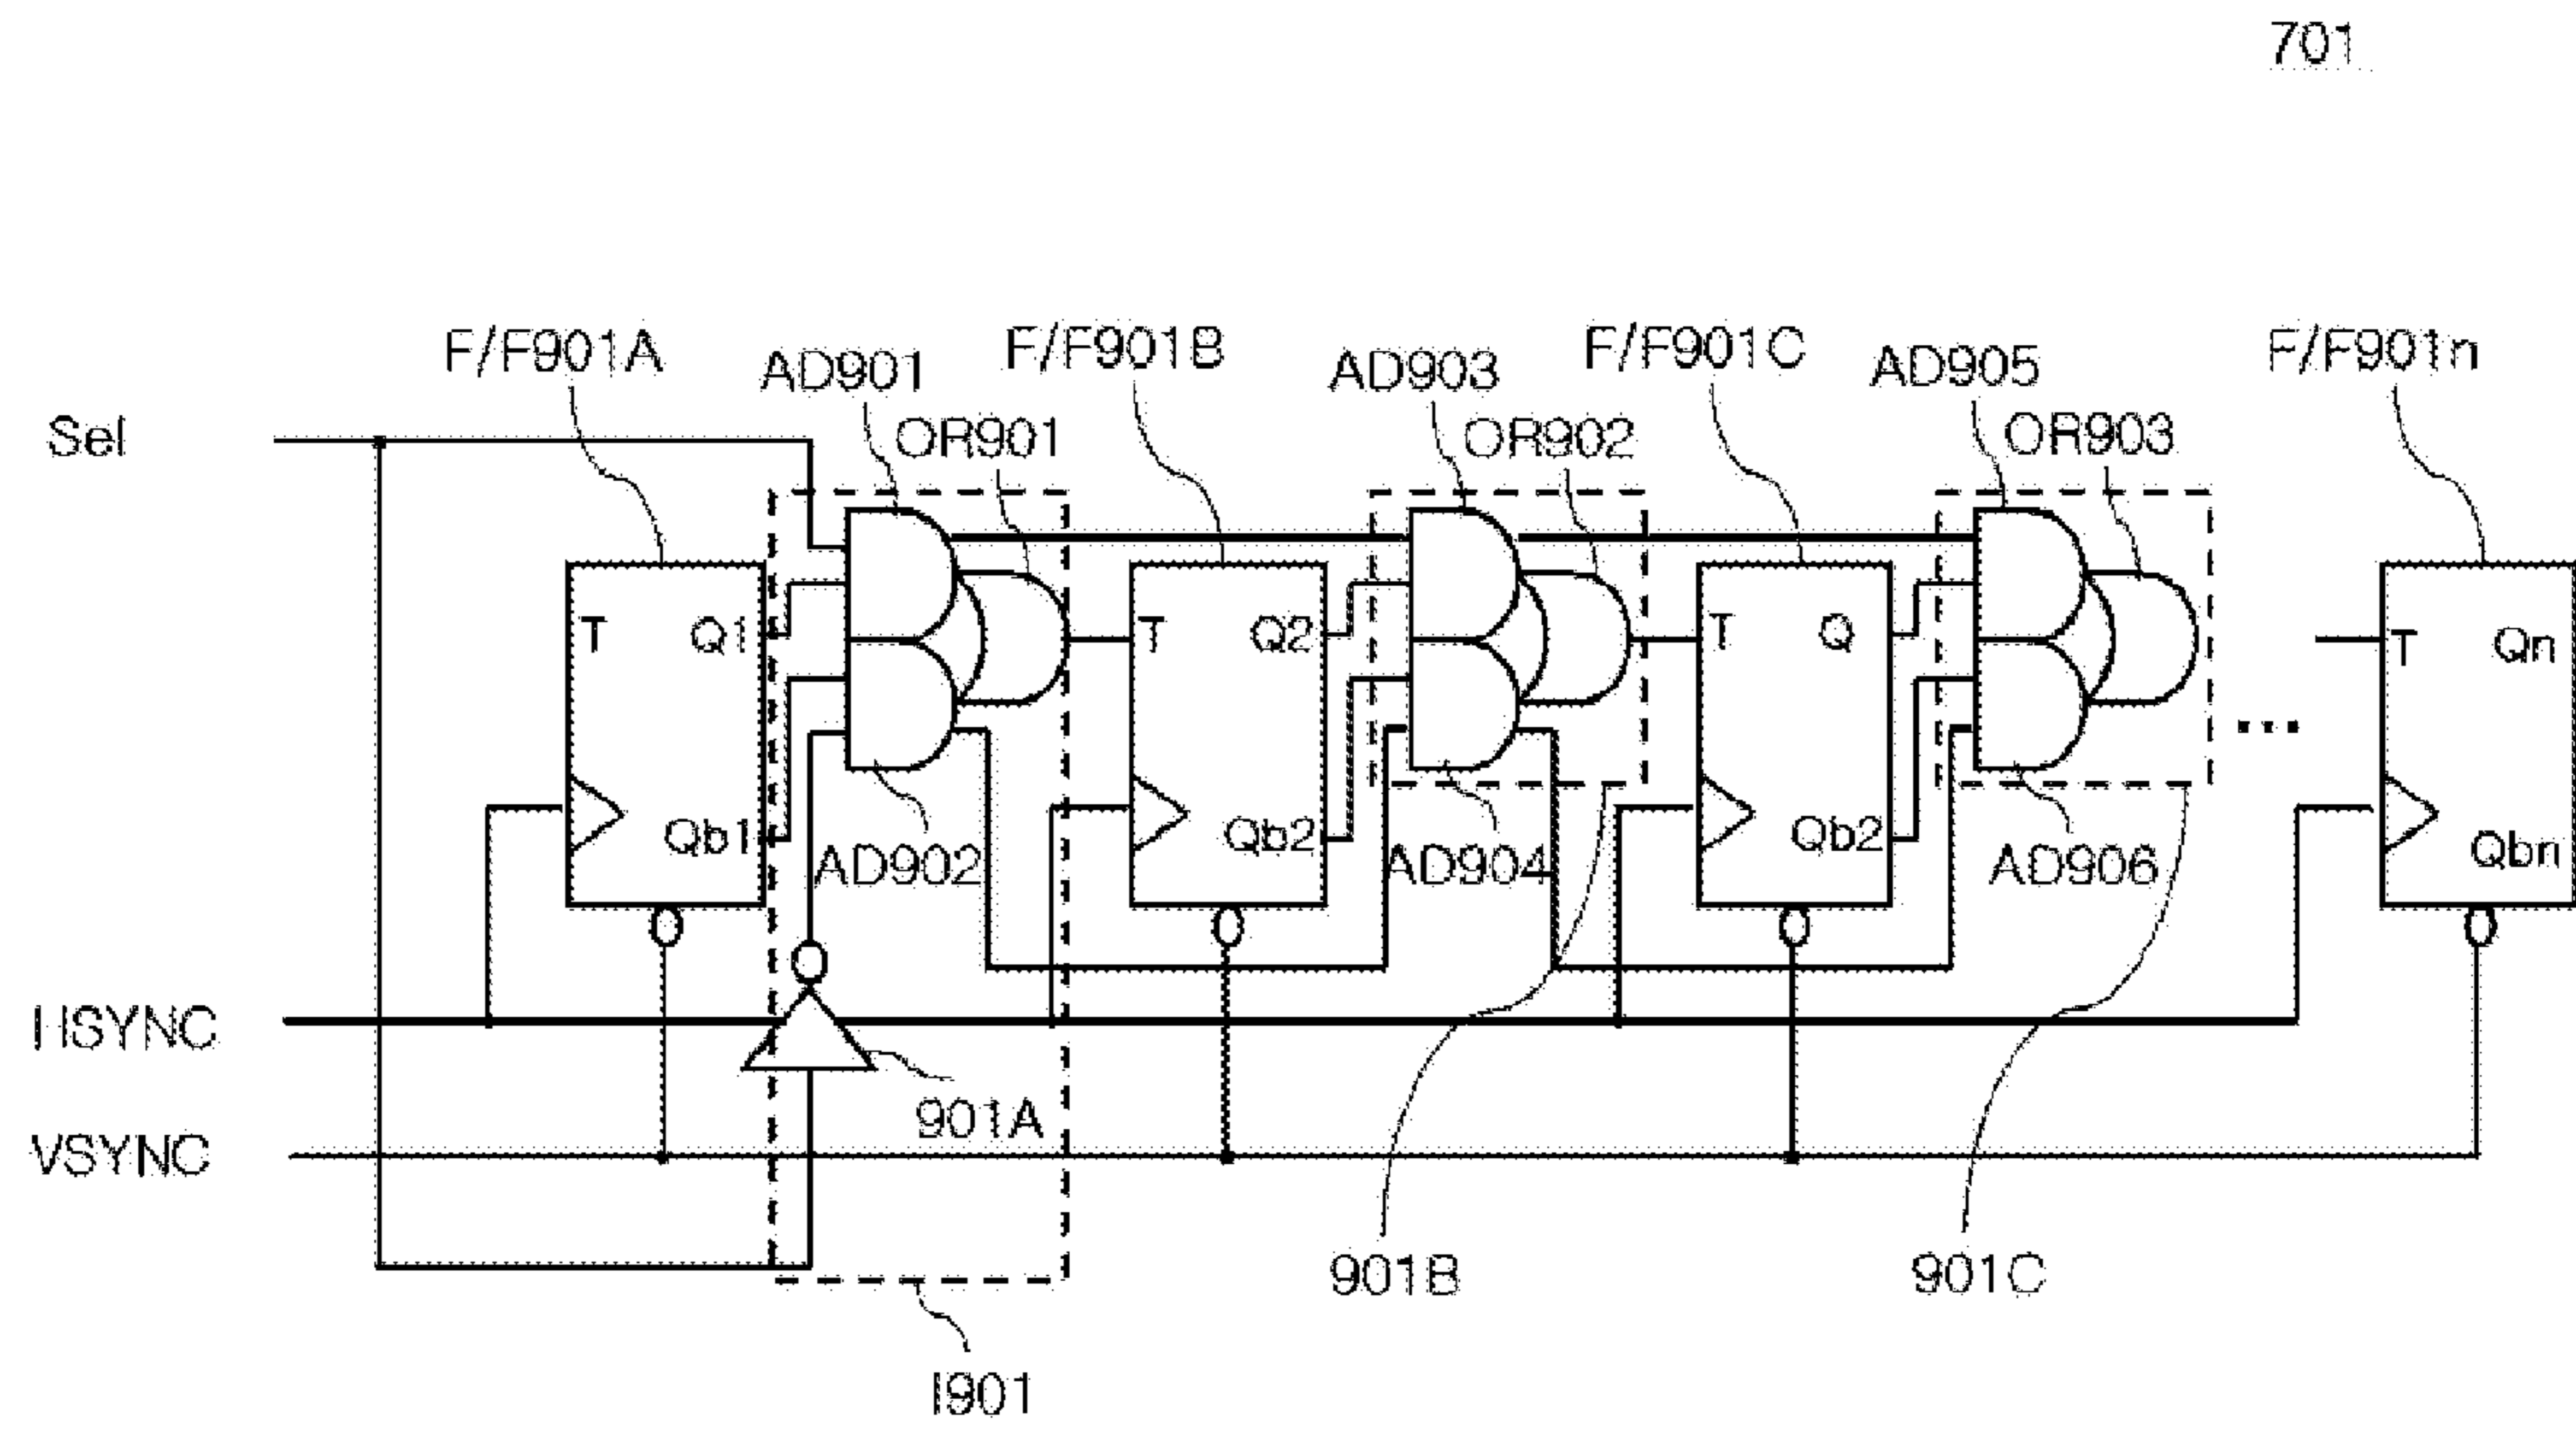 701
F/F901A
AD901
F/F901B
AD903
F/F901C
AD905
F/F901n
Sel
OR901
OR902
OR903
T
Q1
T
Q2
T
Q
T
Qn
Qb1
Qb2
Qb2
Qbn
AD902
AD904
AD906
...
HSYNC
901A
VSYNC
901B
901C
I901